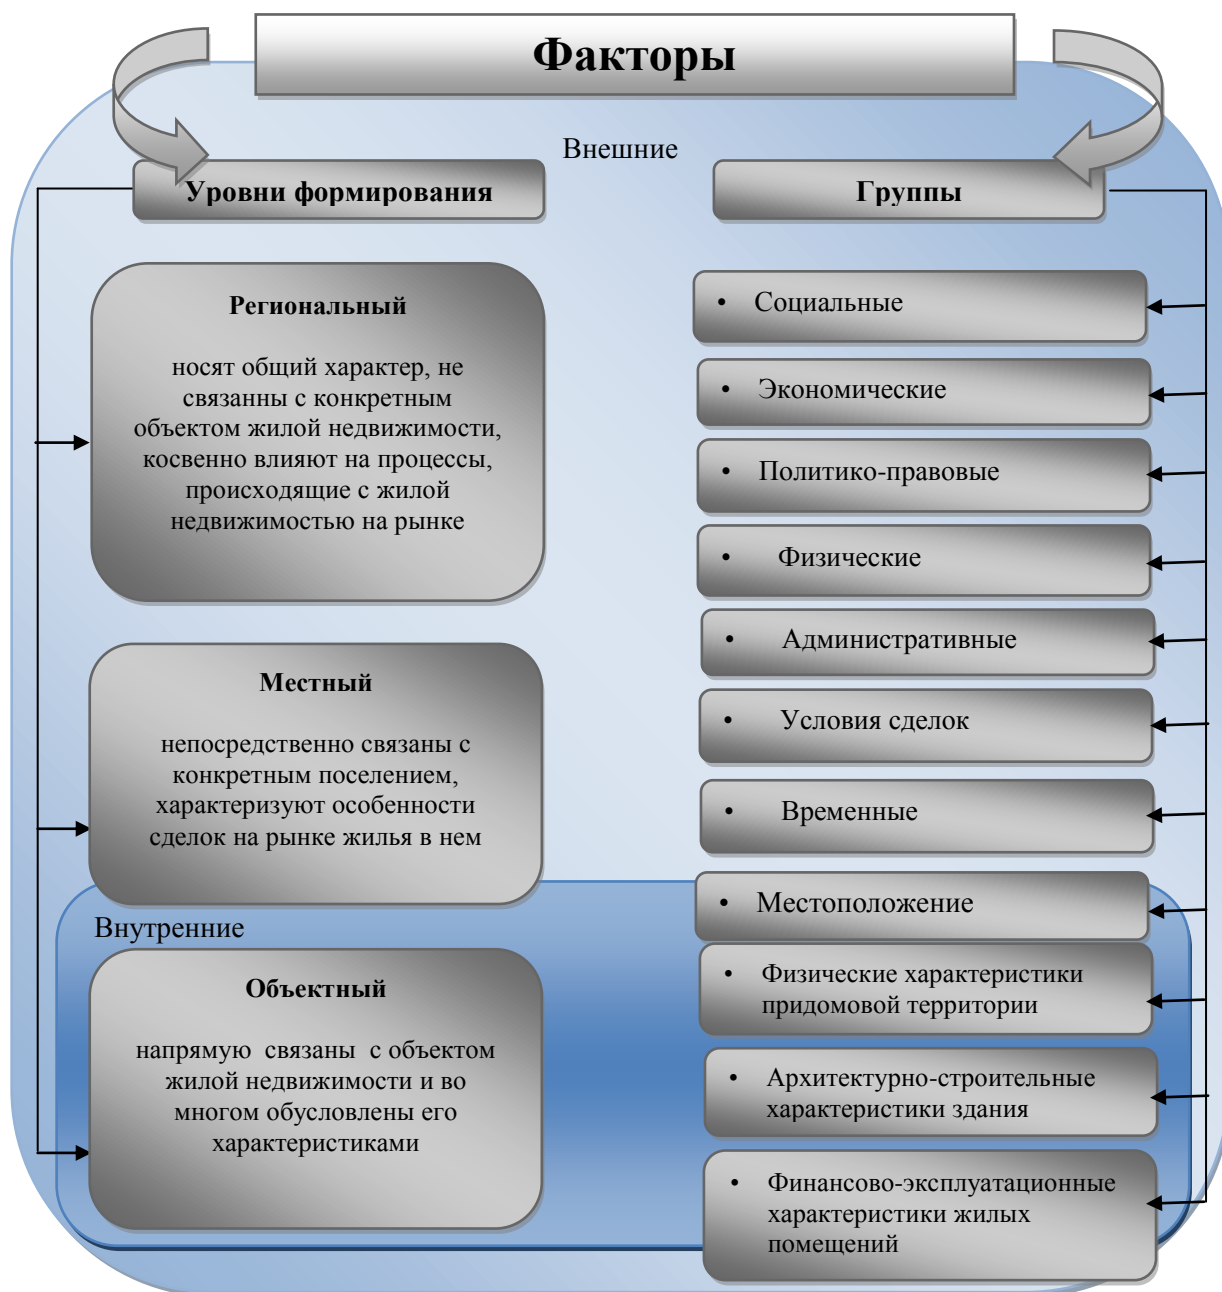 Факторы
Внешние
Уровни формирования
Группы
Региональный
носят общий характер, не
связанны с конкретным
объектом жилой недвижимости,
косвенно влияют на процессы,
происходящие с жилой
недвижимостью на рынке
Местный
непосредственно связаны с
конкретным поселением,
характеризуют особенности
сделок на рынке жилья в нем
Внутренние
Объектный
напрямую связаны с объектом
жилой недвижимости и во
многом обусловлены его
характеристиками
• Социальные
• Экономические
• Политико-правовые
• Физические
• Административные
• Условия сделок
• Временные
• Местоположение
• Физические характеристики
придомовой территории
• Архитектурно-строительные
характеристики здания
• Финансово-эксплуатационные
характеристики жилых
помещений